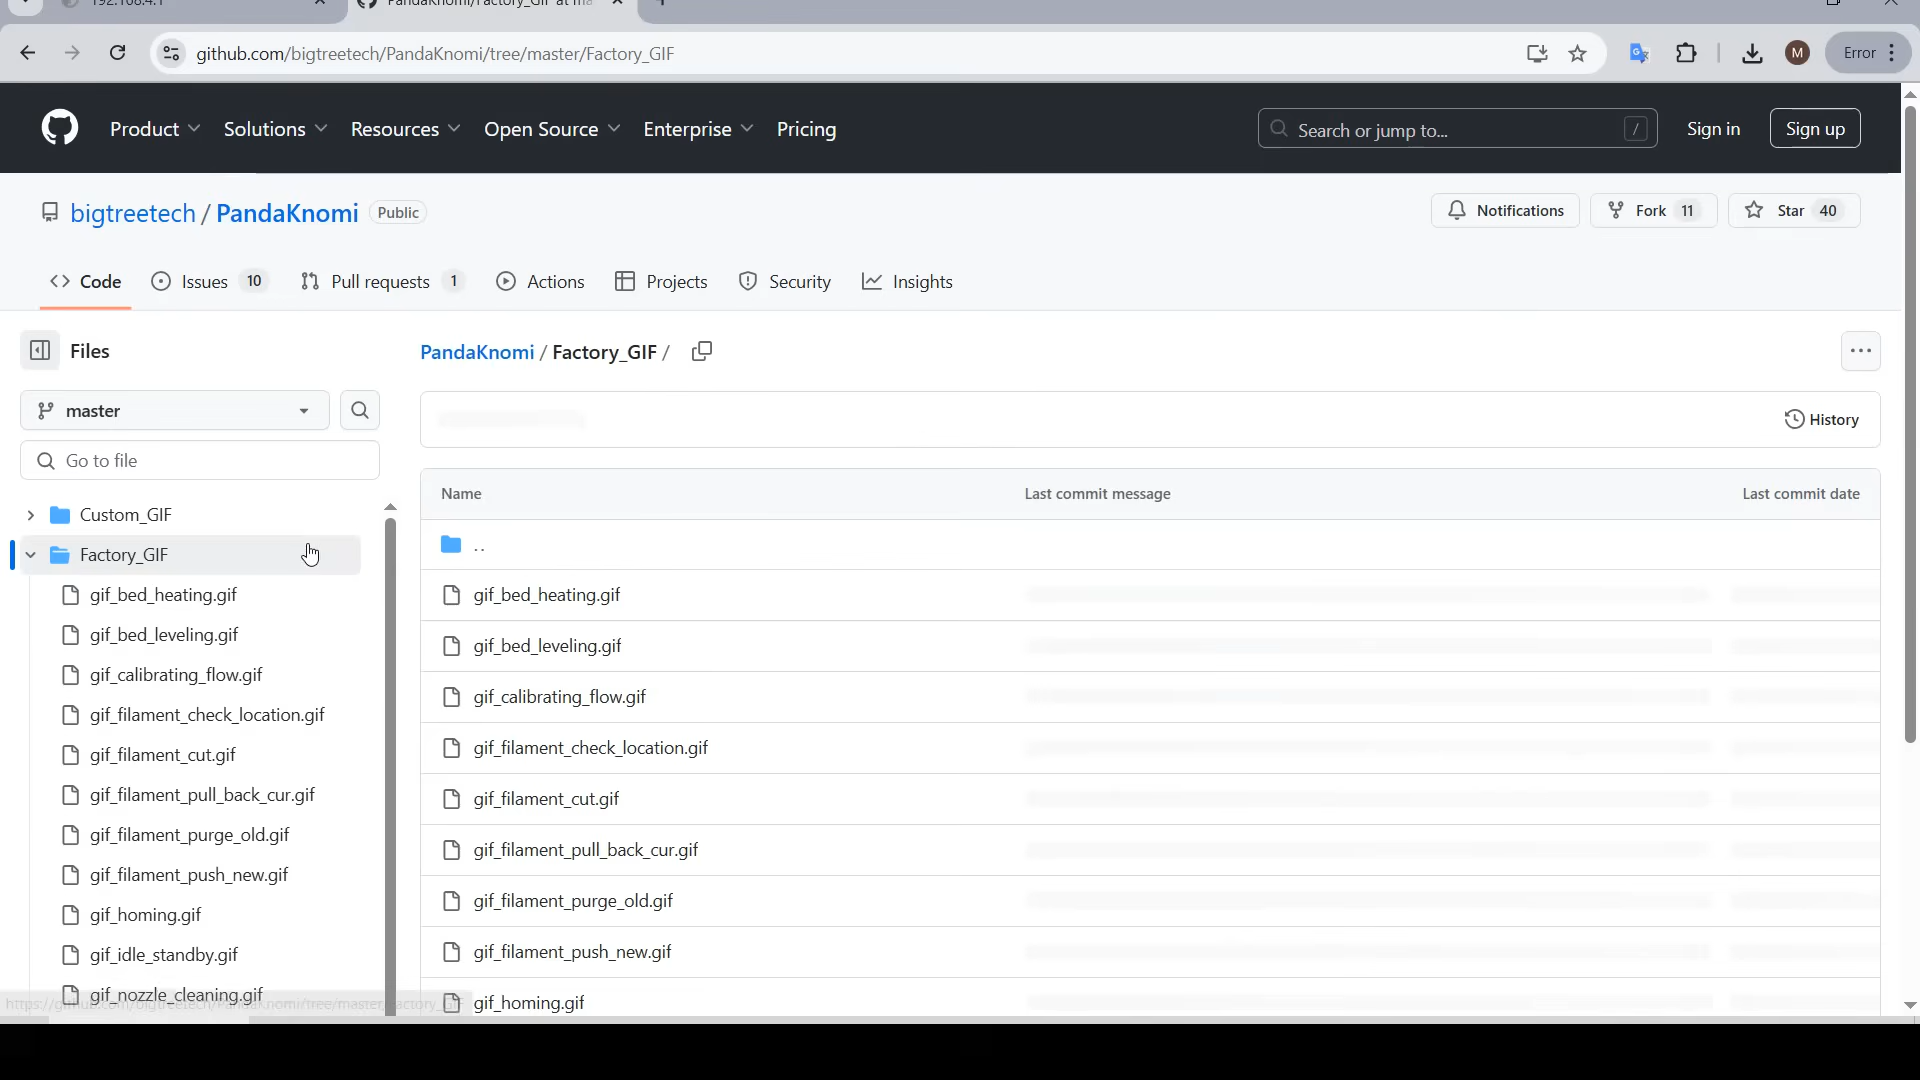 192.168.4.1
github.com/bigtreetech/PandaKnomi/tree/master/Factory_GIF
M
Error
Product
Solutions
Resources
Open Source
Enterprise
Pricing
Search or jump to...
/
Sign in
Sign up
bigtreetech / PandaKnomi
Public
Notifications
Fork 11
Star 40
Code
Issues 10
Pull requests 1
Actions
Projects
Security
Insights
Files
master
Go to file
Custom_GIF
Factory_GIF
gif_bed_heating.gif
gif_bed_leveling.gif
gif_calibrating_flow.gif
gif_filament_check_location.gif
gif_filament_cut.gif
gif_filament_pull_back_cur.gif
gif_filament_purge_old.gif
gif_filament_push_new.gif
gif_homing.gif
gif_idle_standby.gif
gif_nozzle_cleaning.gif
PandaKnomi / Factory_GIF /
History
Name
Last commit message
Last commit date
..
gif_bed_heating.gif
gif_bed_leveling.gif
gif_calibrating_flow.gif
gif_filament_check_location.gif
gif_filament_cut.gif
gif_filament_pull_back_cur.gif
gif_filament_purge_old.gif
gif_filament_push_new.gif
gif_homing.gif